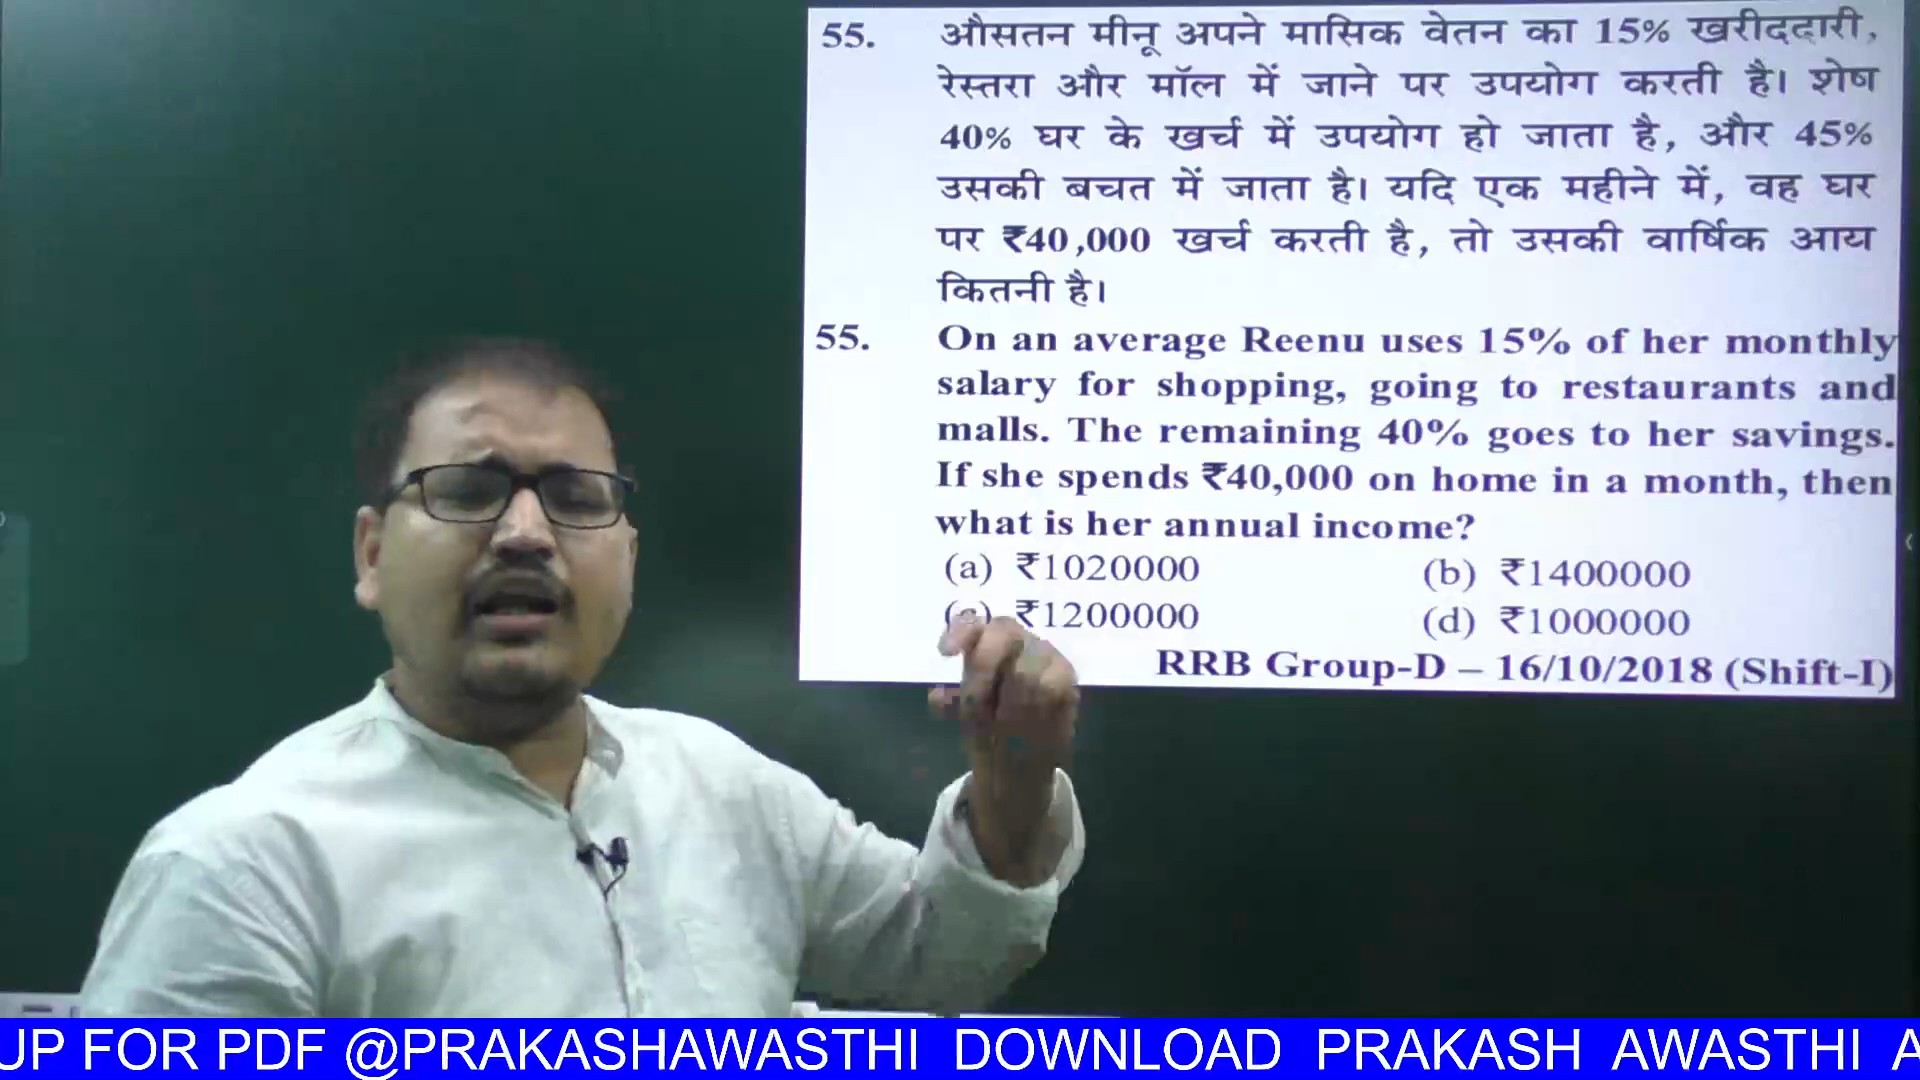 55. औसतन मीनू अपने मासिक वेतन का 15% खरीददारी,
रेस्तरा और मॉल में जाने पर उपयोग करती है। शेष
40% घर के खर्च में उपयोग हो जाता है, और 45%
उसकी बचत में जाता है। यदि एक महीने में, वह घर
पर ₹40,000 खर्च करती है, तो उसकी वार्षिक आय
कितनी है।
55. On an average Reenu uses 15% of her monthly
salary for shopping, going to restaurants and
malls. The remaining 40% goes to her savings.
If she spends ₹40,000 on home in a month, then
what is her annual income?
(a) ₹1020000 (b) ₹1400000
(c) ₹1200000 (d) ₹1000000
RRB Group-D – 16/10/2018 (Shift-I)
UP FOR PDF @PRAKASHAWASTHI DOWNLOAD PRAKASH AWASTHI A